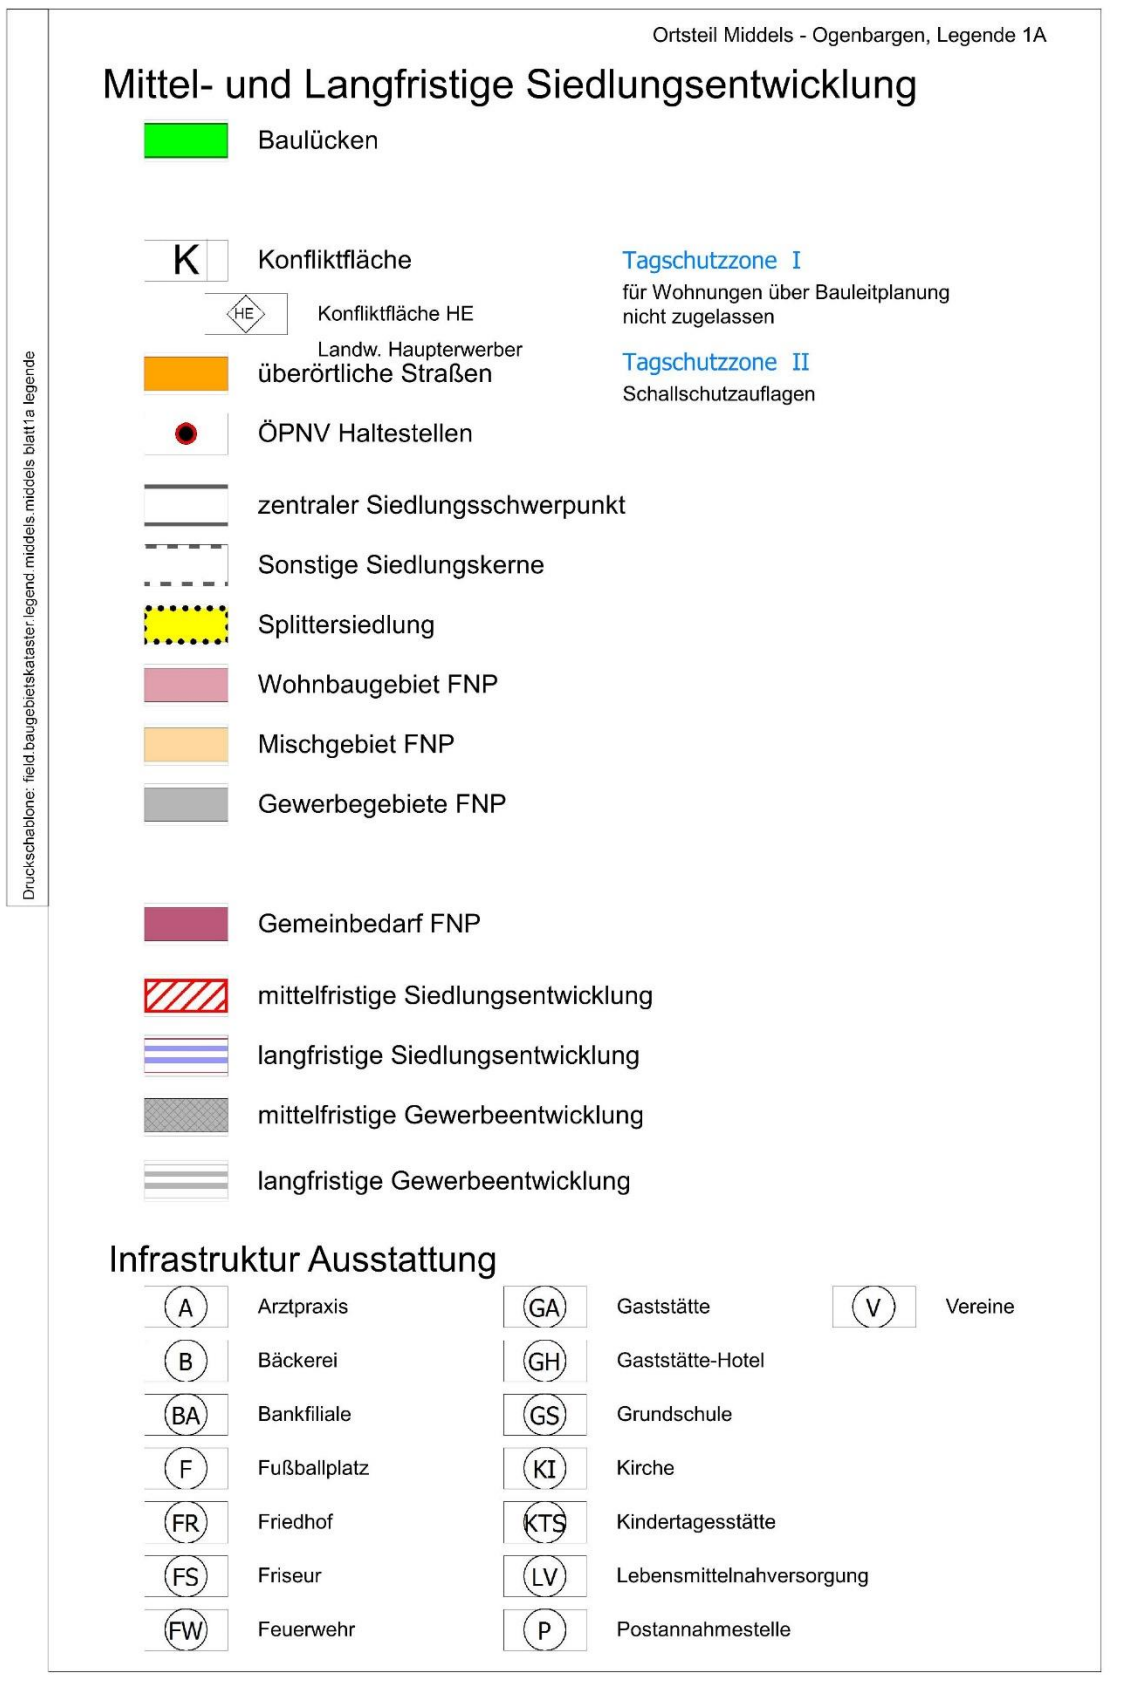 Ortsteil Middels - Ogenbargen, Legende 1A
Mittel- und Langfristige Siedlungsentwicklung
Baulücken
K Konfliktfläche
HE Konfliktfläche HE
Landw. Haupterwerber
Tagschutzzone I
für Wohnungen über Bauleitplanung
nicht zugelassen
Tagschutzzone II
Schallschutzauflagen
überörtliche Straßen
ÖPNV Haltestellen
zentraler Siedlungsschwerpunkt
Sonstige Siedlungskerne
Splittersiedlung
Wohnbaugebiet FNP
Mischgebiet FNP
Gewerbegebiete FNP
Gemeinbedarf FNP
mittelfristige Siedlungsentwicklung
langfristige Siedlungsentwicklung
mittelfristige Gewerbeentwicklung
langfristige Gewerbeentwicklung
Druckschablone: field.baugebietskataster.legend.middels.middels blatt1a legende
Infrastruktur Ausstattung
A Arztpraxis
B Bäckerei
BA Bankfiliale
F Fußballplatz
FR Friedhof
FS Friseur
FW Feuerwehr
GA Gaststätte
GH Gaststätte-Hotel
GS Grundschule
KI Kirche
KTS Kindertagesstätte
LV Lebensmittelnahversorgung
P Postannahmestelle
V Vereine